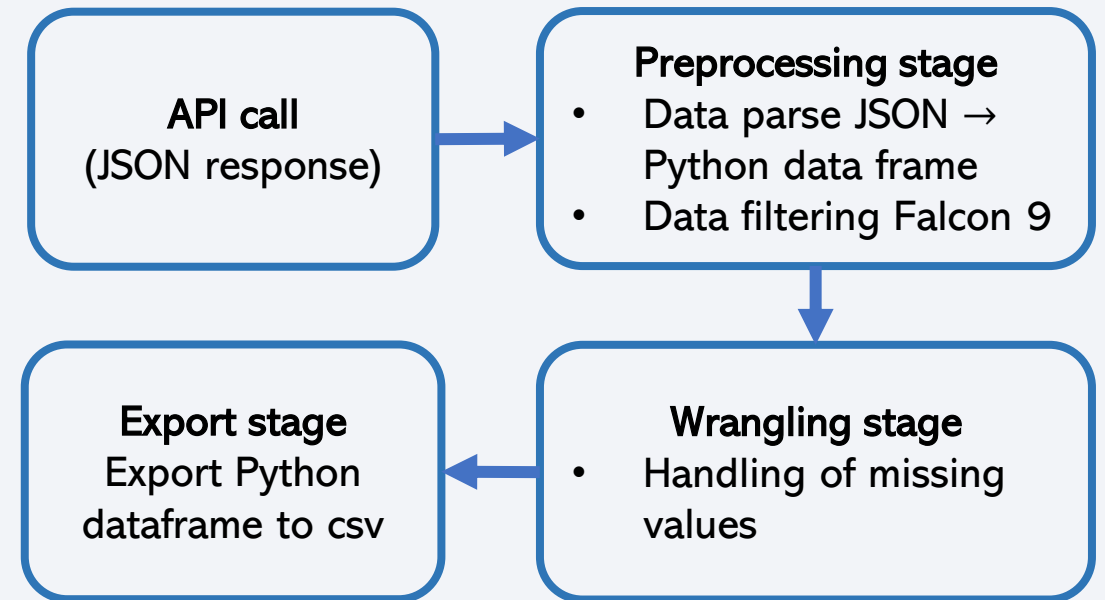 API call
(JSON response)
Preprocessing stage
• Data parse JSON →
Python data frame
• Data filtering Falcon 9
Wrangling stage
• Handling of missing
values
Export stage
Export Python
dataframe to csv